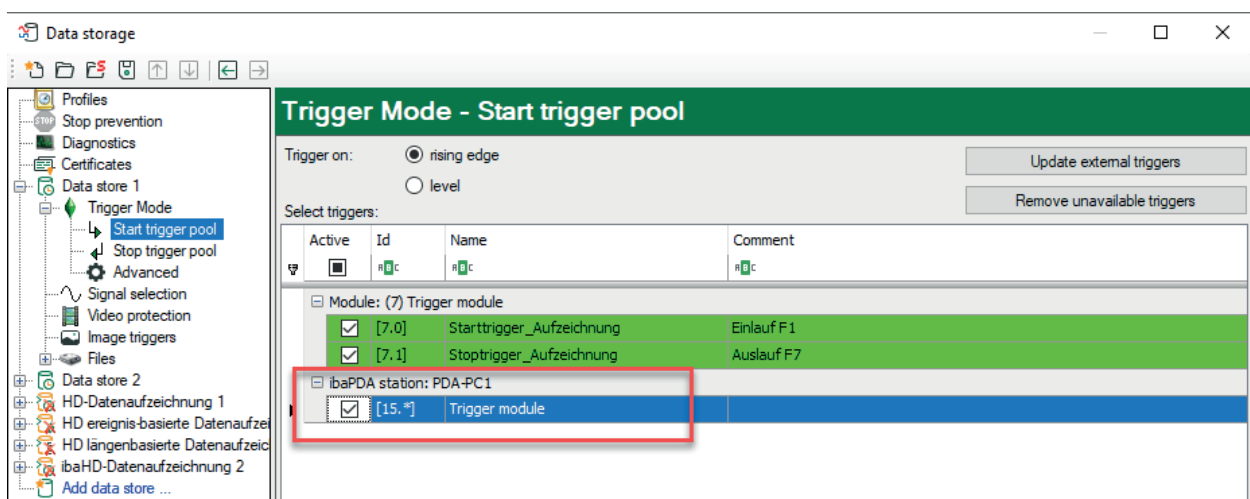 Data storage
Profiles
Stop prevention
Diagnostics
Certificates
Data store 1
Trigger Mode
Start trigger pool
Stop trigger pool
Advanced
Signal selection
Video protection
Image triggers
Files
Data store 2
HD-Datenaufzeichnung 1
HD ereignis-basierte Datenaufzei
HD längenbasierte Datenaufzeic
ibaHD-Datenaufzeichnung 2
Add data store ...
Trigger Mode - Start trigger pool
Trigger on: rising edge
level
Update external triggers
Remove unavailable triggers
Select triggers:
Active Id Name Comment
ABC ABC ABC
Module: (7) Trigger module
[7.0] Starttrigger_Aufzeichnung Einlauf F1
[7.1] Stoptrigger_Aufzeichnung Auslauf F7
ibaPDA station: PDA-PC1
[15.*] Trigger module